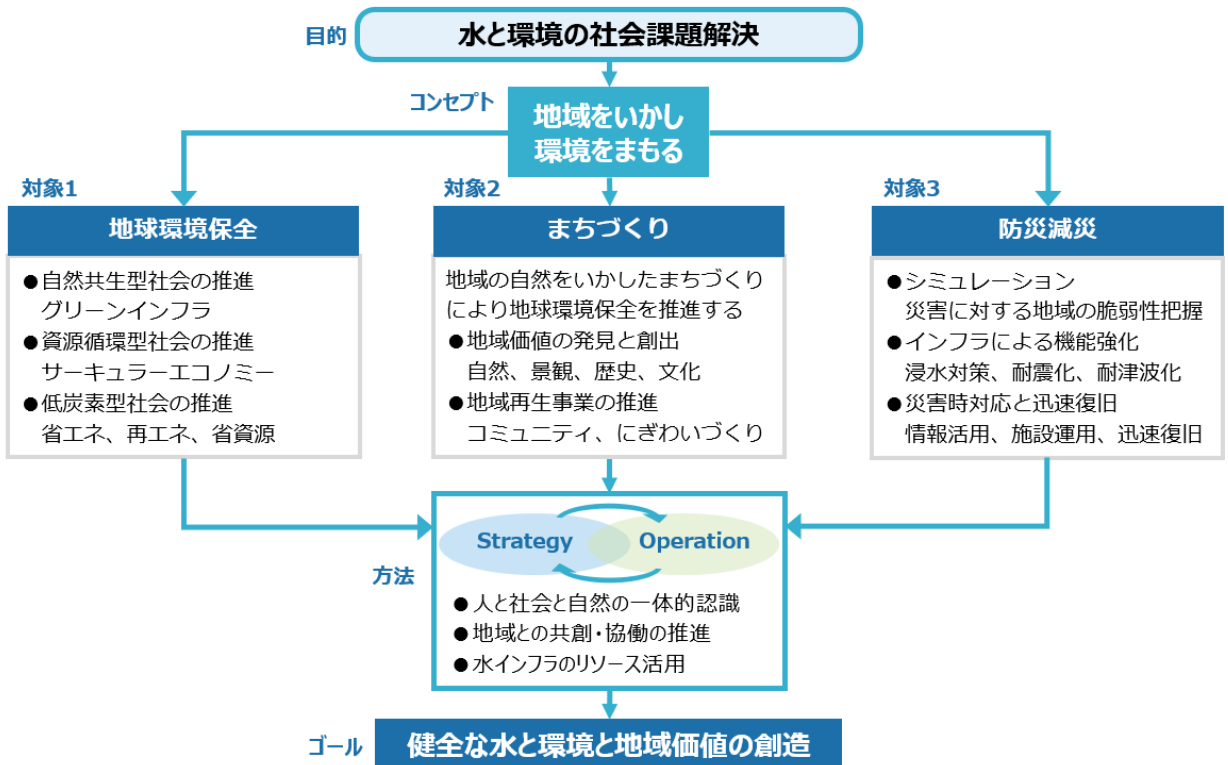 目的
水と環境の社会課題解決
コンセプト
地域をいかし
環境をまもる
対象1
地球環境保全
●自然共生型社会の推進
グリーンインフラ
●資源循環型社会の推進
サーキュラーエコノミー
●低炭素型社会の推進
省エネ、再エネ、省資源
対象2
まちづくり
地域の自然をいかしたまちづくり
により地球環境保全を推進する
●地域価値の発見と創出
自然、景観、歴史、文化
●地域再生事業の推進
コミュニティ、にぎわいづくり
対象3
防災減災
●シミュレーション
災害に対する地域の脆弱性把握
●インフラによる機能強化
浸水対策、耐震化、耐津波化
●災害時対応と迅速復旧
情報活用、施設運用、迅速復旧
方法
Strategy Operation
●人と社会と自然の一体的認識
●地域との共創・協働の推進
●水インフラのリソース活用
ゴール
健全な水と環境と地域価値の創造